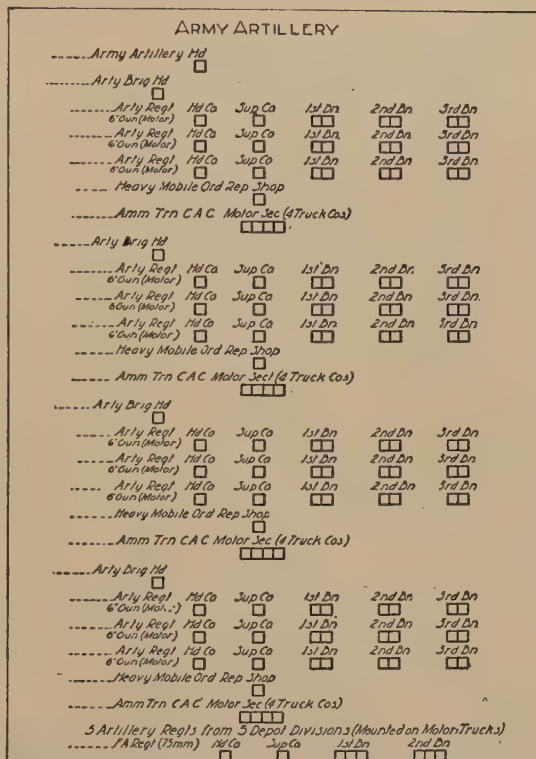 ARMY ARTILLERY
Army Artillery Hd
Arty Brig Hd
Arty Regt Hd Co Sup Co 1st Bn 2nd Bn 3rd Bn
6"Gun (Motor)
Arty Regt Hd Co Sup Co 1st Bn 2nd Bn 3rd Bn
6"Gun (Motor)
Arty Regt Hd Co Sup Co 1st Bn 2nd Bn 3rd Bn
6"Gun (Motor)
Heavy Mobile Ord Rep Shop
Amm Trn C.A.C. Motor Sec (4 Truck Cos)
Arty Brig Hd
Arty Regt Hd Co Sup Co 1st Bn 2nd Bn. 3rd Bn
6"Gun (Motor)
Arty Regt Hd Co Sup Co 1st Bn 2nd Bn 3rd Bn.
6"Gun (Motor)
Arty Regt Hd Co Sup Co 1st Bn 2nd Bn 3rd Bn
6"Gun (Motor)
Heavy Mobile Ord Rep Shop
Amm Trn C.A.C. Motor Sect (4 Truck Cos)
Arty Brig Hd
Arty Regt Hd Co Sup Co 1st Bn 2nd Bn 3rd Bn
6"Gun (Motor)
Arty Regt Hd Co Sup Co 1st Bn 2nd Bn 3rd Bn
6"Gun (Motor)
Arty Regt Hd Co Sup Co 1st Bn 2nd Bn 3rd Bn
6"Gun (Motor)
Heavy Mobile Ord Rep Shop
Amm Trn C.A.C. Motor Sec (4 Truck Cos)
Arty Brig Hd
Arty Regt Hd Co Sup Co 1st Bn 2nd Bn 3rd Bn
6"Gun
Arty Regt Hd Co Sup Co 1st Bn 2nd Bn 3rd Bn
6"Gun (Motor)
Arty Regt Hd Co Sup Co 1st Bn 2nd Bn 3rd Bn
6"Gun (Motor)
Heavy Mobile Ord Rep Shop
Amm Trn C.A.C. Motor Sec (4 Truck Cos)
5 Artillery Regts from 5 Depot Divisions (Mounted on Motor Trucks)
FA Regt (75mm) Hd Co Sup Co 1st Bn 2nd Bn